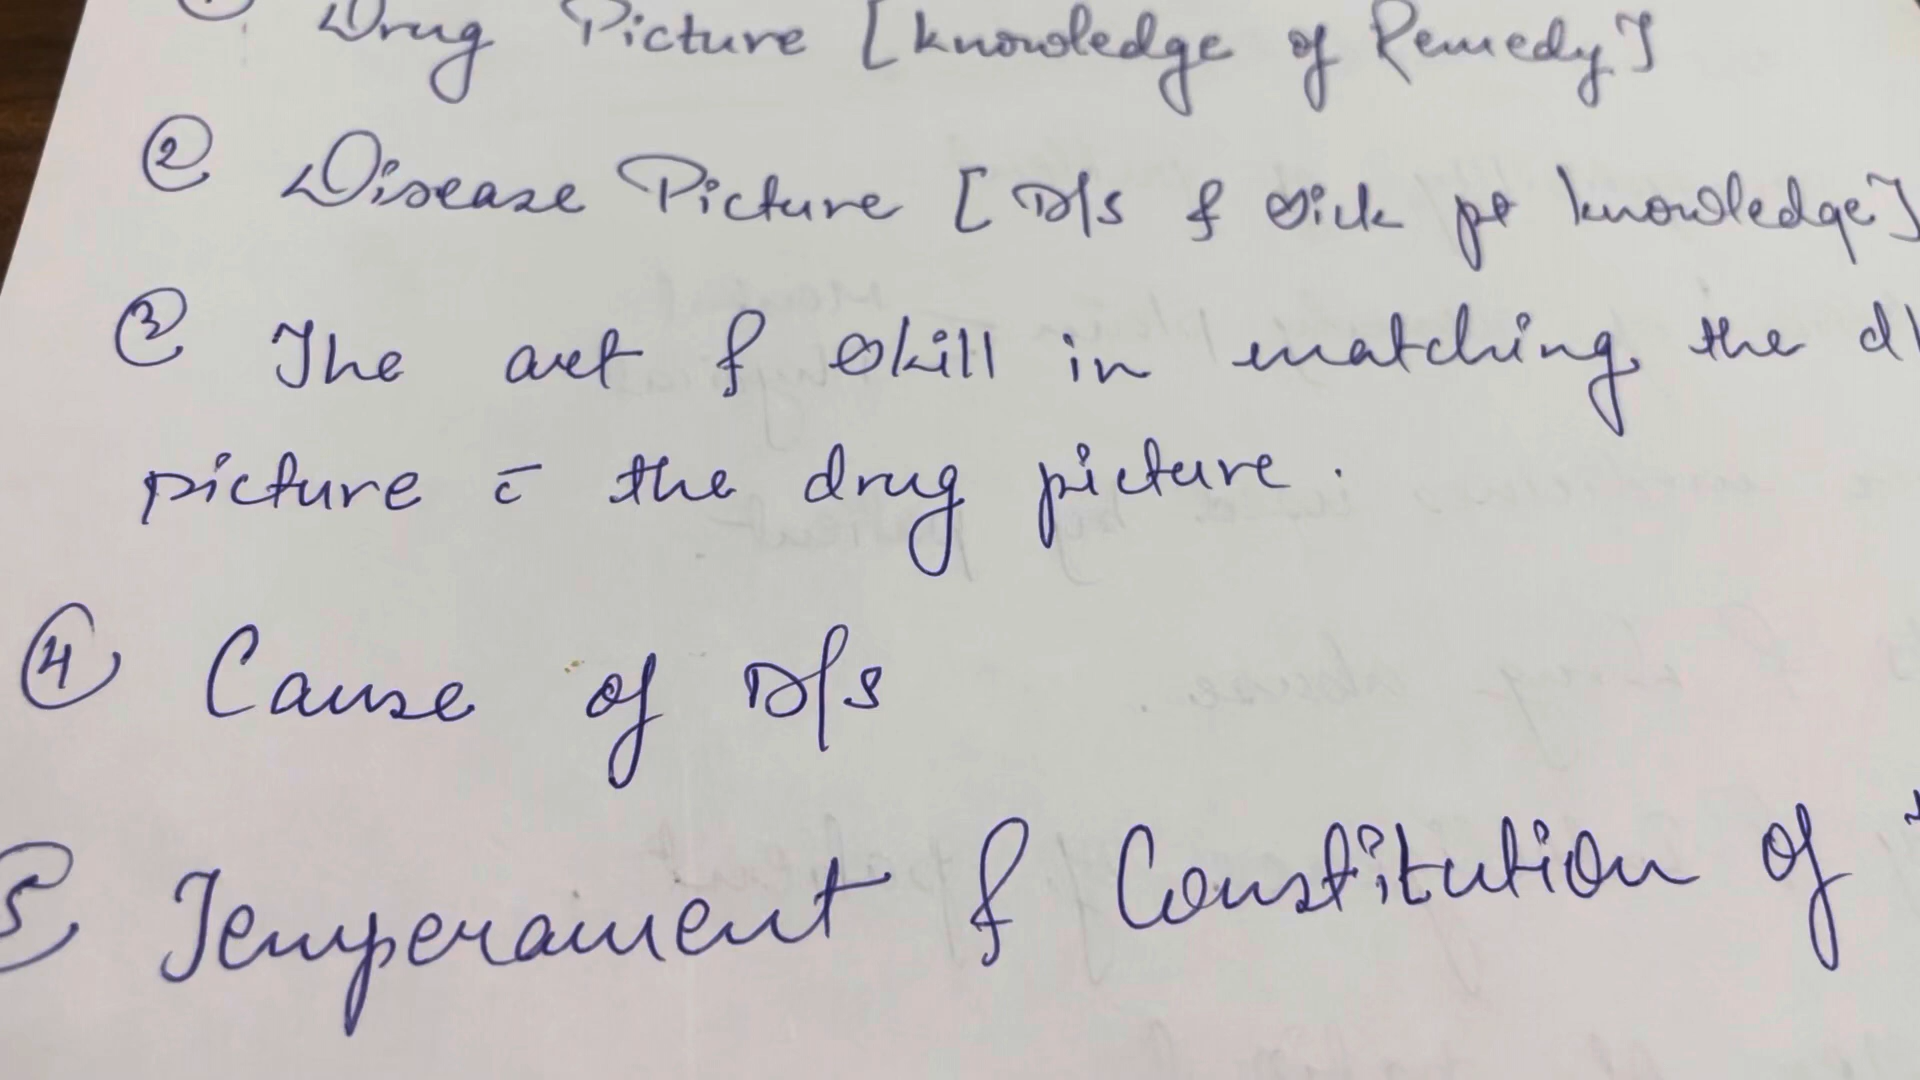 Drug Picture [knowledge of Remedy]
② Disease Picture [D/s & sick pt knowledge]
③ The art & skill in matching the
picture c̄ the drug picture.
④ Cause of D/s
⑤ Temperament & Constitution of